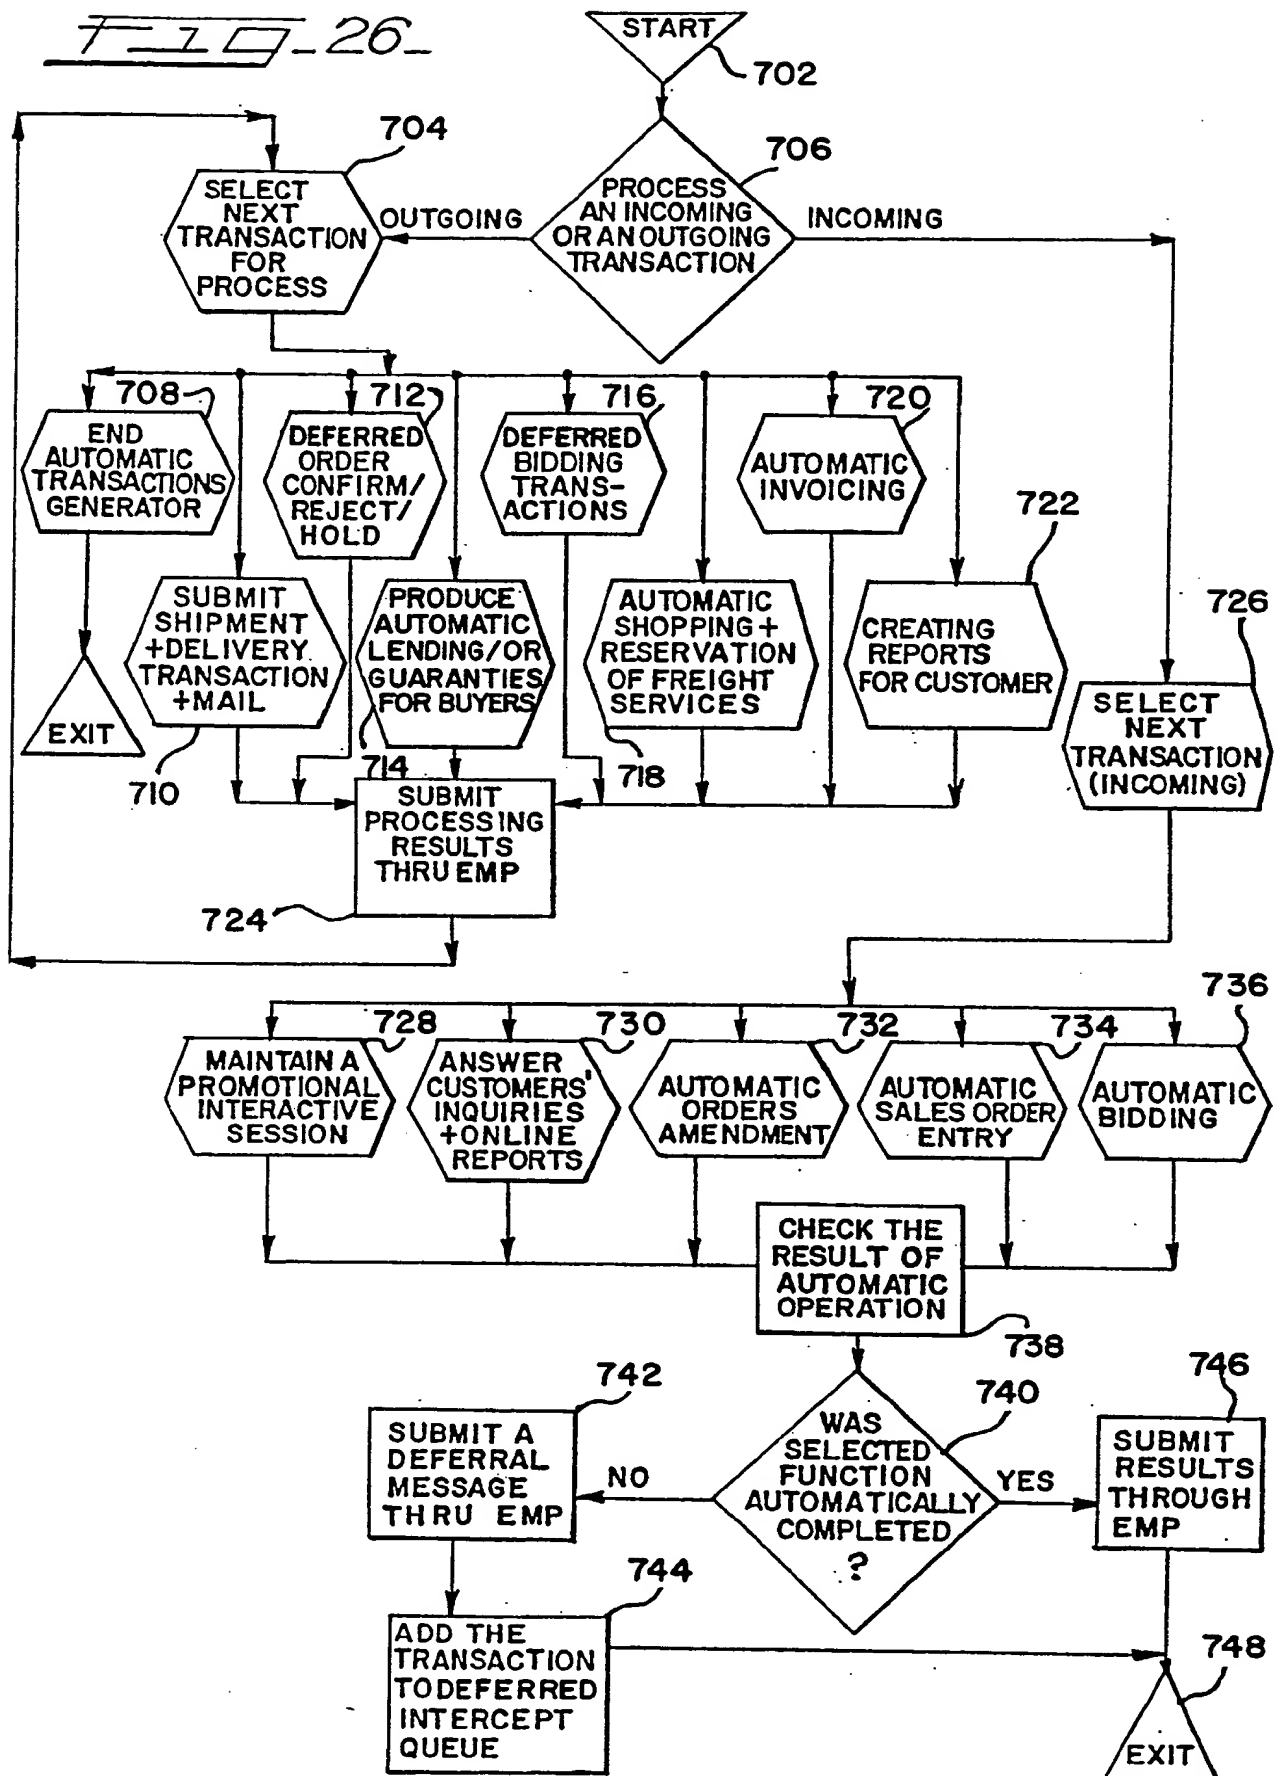 FIG_26_
START
702
704
706
SELECT
NEXT
TRANSACTION
FOR
PROCESS
OUTGOING
PROCESS
AN INCOMING
OR AN OUTGOING
TRANSACTION
INCOMING
708
712
716
720
END
AUTOMATIC
TRANSACTIONS
GENERATOR
DEFERRED
ORDER
CONFIRM/
REJECT/
HOLD
DEFERRED
BIDDING
TRANS-
ACTIONS
AUTOMATIC
INVOICING
722
SUBMIT
SHIPMENT
+DELIVERY
TRANSACTION
+MAIL
PRODUCE
AUTOMATIC
LENDING/OR
GUARANTIES
FOR BUYERS
AUTOMATIC
SHOPPING+
RESERVATION
OF FREIGHT
SERVICES
CREATING
REPORTS
FOR CUSTOMER
726
EXIT
SELECT
NEXT
TRANSACTION
(INCOMING)
710
714
718
SUBMIT
PROCESSING
RESULTS
THRU EMP
724
728
730
732
734
736
MAINTAIN A
PROMOTIONAL
INTERACTIVE
SESSION
ANSWER
CUSTOMERS'
INQUIRIES
+ONLINE
REPORTS
AUTOMATIC
ORDERS
AMENDMENT
AUTOMATIC
SALES ORDER
ENTRY
AUTOMATIC
BIDDING
CHECK THE
RESULT OF
AUTOMATIC
OPERATION
738
742
740
746
SUBMIT A
DEFERRAL
MESSAGE
THRU EMP
NO
WAS
SELECTED
FUNCTION
AUTOMATICALLY
COMPLETED
?
YES
SUBMIT
RESULTS
THROUGH
EMP
744
ADD THE
TRANSACTION
TO DEFERRED
INTERCEPT
QUEUE
748
EXIT